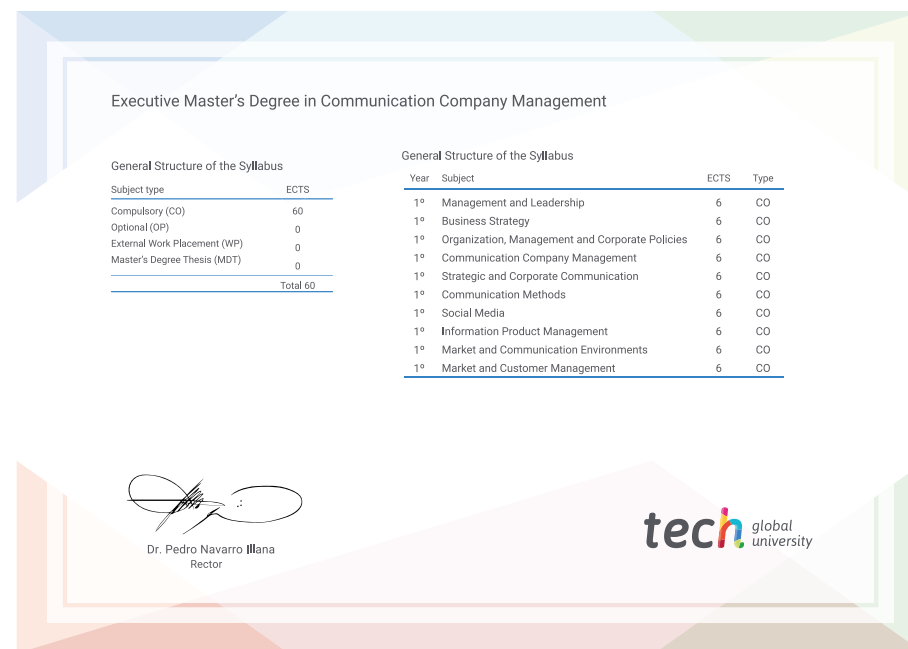 Executive Master's Degree in Communication Company Management
General Structure of the Syllabus
Subject type ECTS
Compulsory (CO) 60
Optional (OP) 0
External Work Placement (WP) 0
Master's Degree Thesis (MDT) 0
Total 60
General Structure of the Syllabus
Year Subject ECTS Type
1º Management and Leadership 6 CO
1º Business Strategy 6 CO
1º Organization, Management and Corporate Policies 6 CO
1º Communication Company Management 6 CO
1º Strategic and Corporate Communication 6 CO
1º Communication Methods 6 CO
1º Social Media 6 CO
1º Information Product Management 6 CO
1º Market and Communication Environments 6 CO
1º Market and Customer Management 6 CO
Dr. Pedro Navarro Illana
Rector
tech global
university